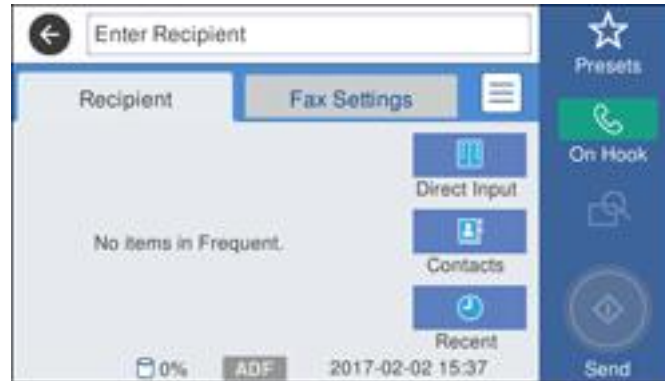 Enter Recipient
Presets
Recipient
Fax Settings
On Hook
Direct Input
No items in Frequent.
Contacts
Recent
0%
ADF
2017-02-02 15:37
Send